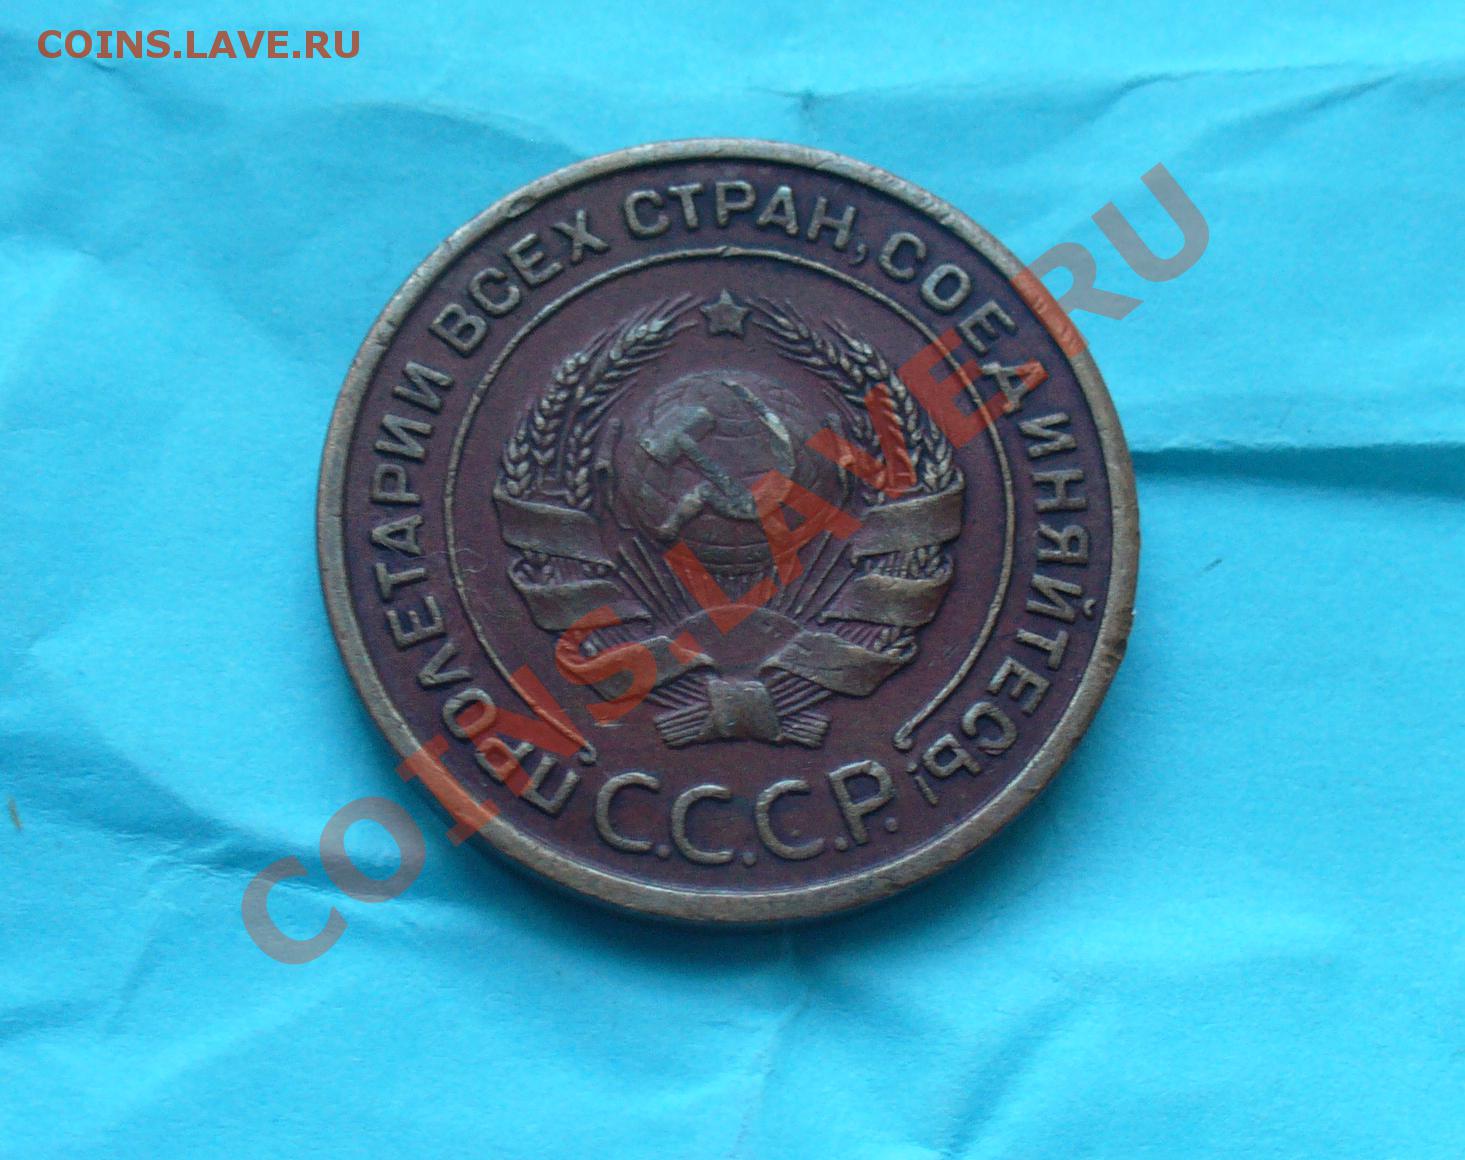 COINS.LAVE.RU
ПРОЛЕТАРИИ ВСЕХ СТРАН, СОЕДИНЯЙТЕСЬ!
С.С.С.Р.
COINS.LAVE.RU